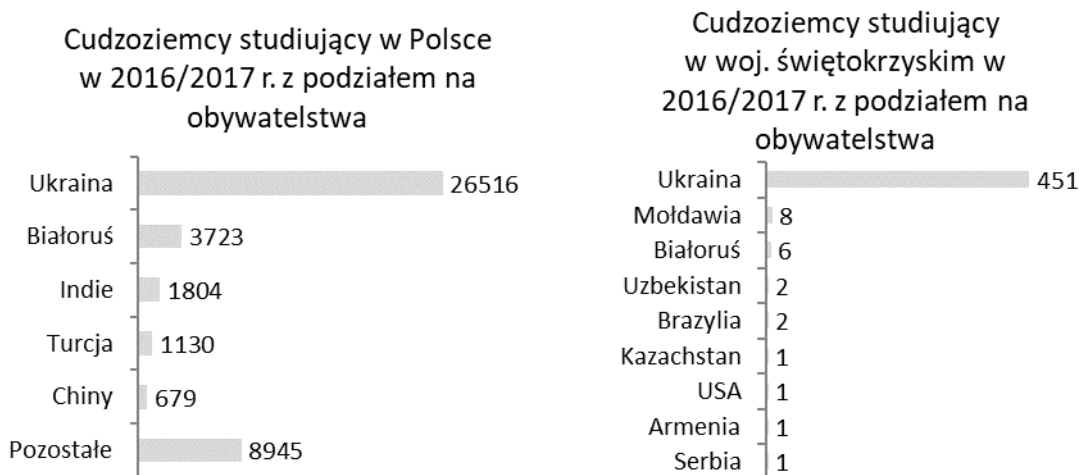 Cudzoziemcy studiujący w Polsce
w 2016/2017 r. z podziałem na
obywatelstwa
Ukraina 26516
Białoruś 3723
Indie 1804
Turcja 1130
Chiny 679
Pozostałe 8945
Cudzoziemcy studiujący
w woj. świętokrzyskim w
2016/2017 r. z podziałem na
obywatelstwa
Ukraina 451
Mołdawia 8
Białoruś 6
Uzbekistan 2
Brazylia 2
Kazachstan 1
USA 1
Armenia 1
Serbia 1